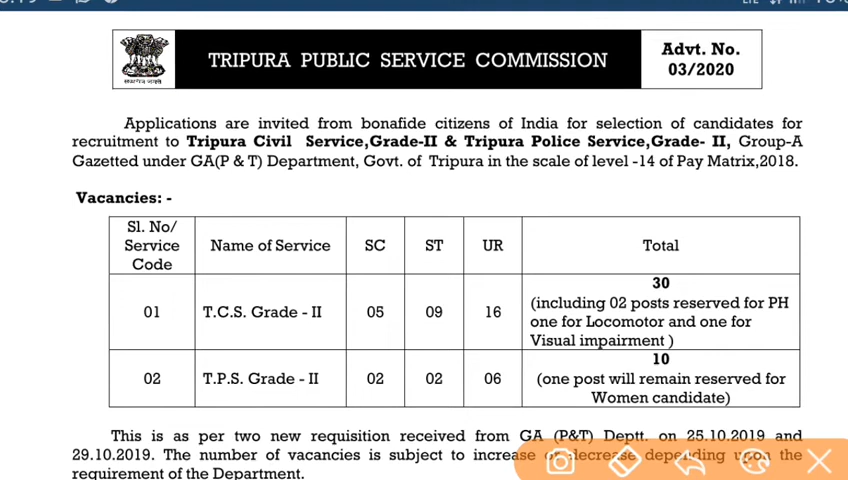 TRIPURA PUBLIC SERVICE COMMISSION
Advt. No.
03/2020
Applications are invited from bonafide citizens of India for selection of candidates for
recruitment to Tripura Civil Service,Grade-II & Tripura Police Service,Grade- II, Group-A
Gazetted under GA(P & T) Department, Govt. of Tripura in the scale of level -14 of Pay Matrix,2018.
Vacancies: -
Sl. No/
Service
Code
Name of Service
SC
ST
UR
Total
01
T.C.S. Grade - II
05
09
16
30
(including 02 posts reserved for PH
one for Locomotor and one for
Visual impairment )
02
T.P.S. Grade - II
02
02
06
10
(one post will remain reserved for
Women candidate)
This is as per two new requisition received from GA (P&T) Deptt. on 25.10.2019 and
29.10.2019. The number of vacancies is subject to increase or decrease depending upon the
requirement of the Department.